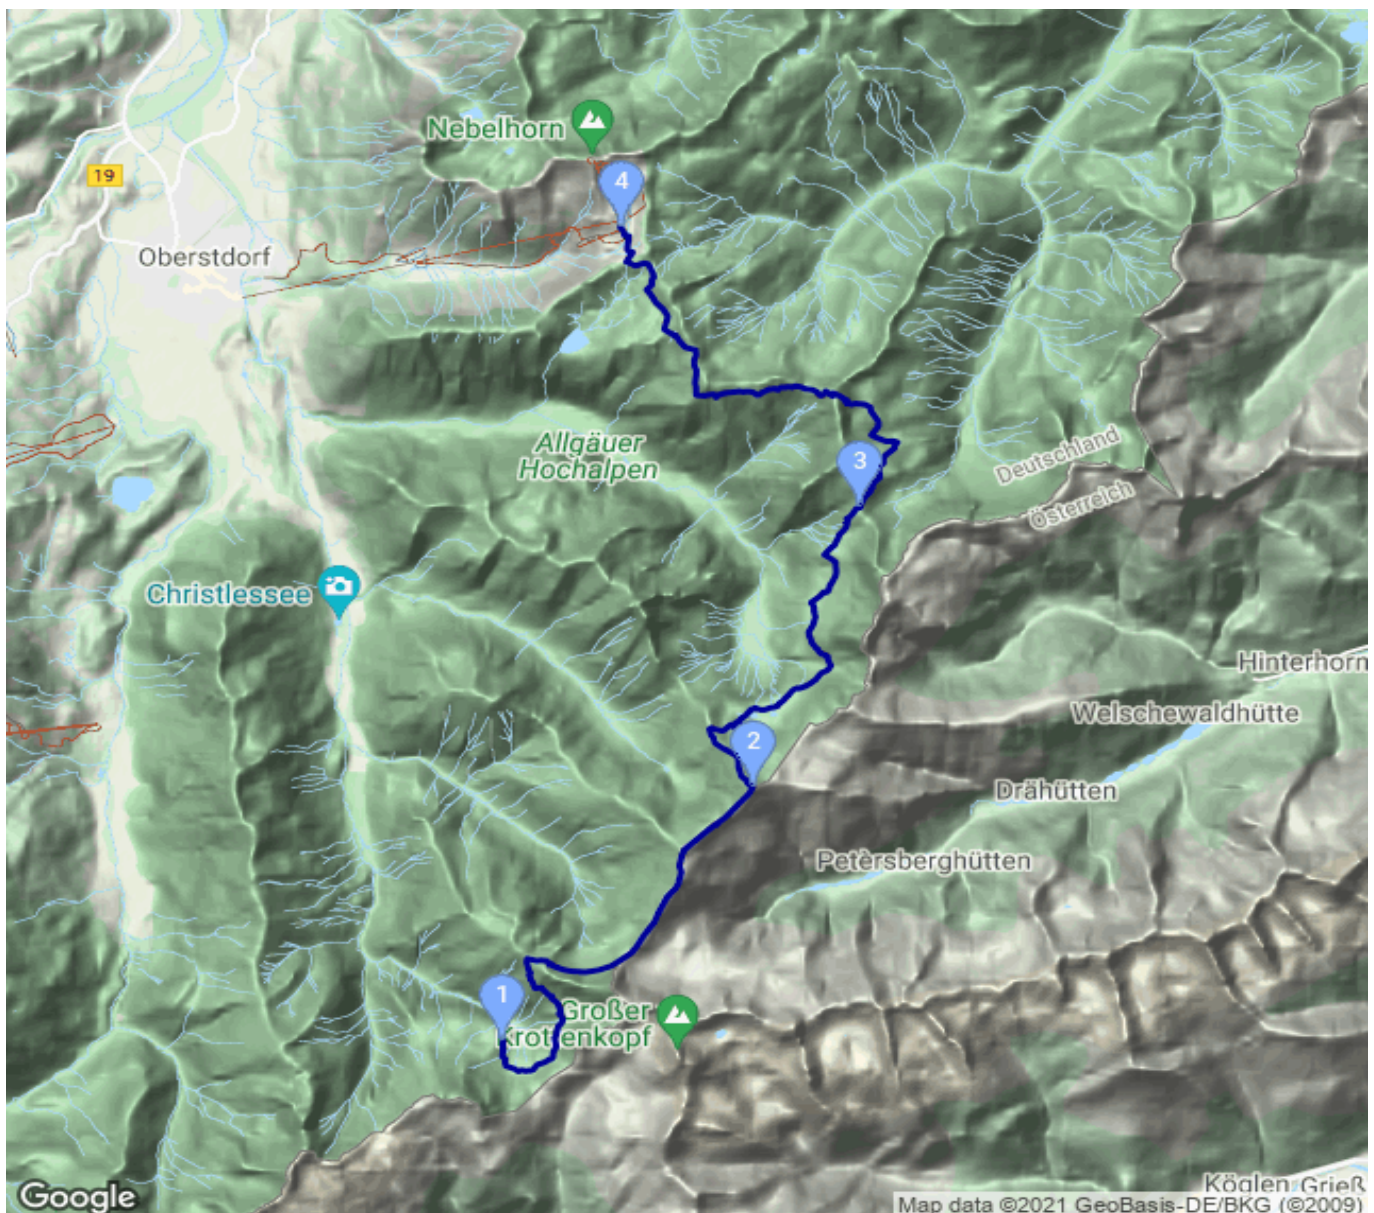 Nebelhorn
4
19
Oberstdorf
Allgäuer
Hochalpen
Deutschland
Österreich
3
Christlessee
Hinterhorn
Welschewaldhütte
2
Drähütten
Petersberghütten
1
Großer
Krottenkopf
Köglen
Grieß
Google
Map data ©2021 GeoBasis-DE/BKG (©2009)